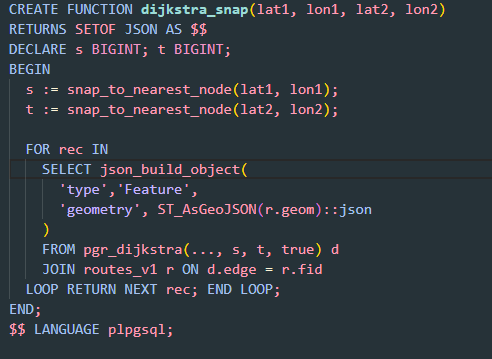 CREATE FUNCTION dijkstra_snap(lat1, lon1, lat2, lon2)
RETURNS SETOF JSON AS $$
DECLARE s BIGINT; t BIGINT;
BEGIN
  s := snap_to_nearest_node(lat1, lon1);
  t := snap_to_nearest_node(lat2, lon2);

  FOR rec IN
    SELECT json_build_object(
      'type','Feature',
      'geometry', ST_AsGeoJSON(r.geom)::json
    )
    FROM pgr_dijkstra(..., s, t, true) d
    JOIN routes_v1 r ON d.edge = r.fid
  LOOP RETURN NEXT rec; END LOOP;
END;
$$ LANGUAGE plpgsql;